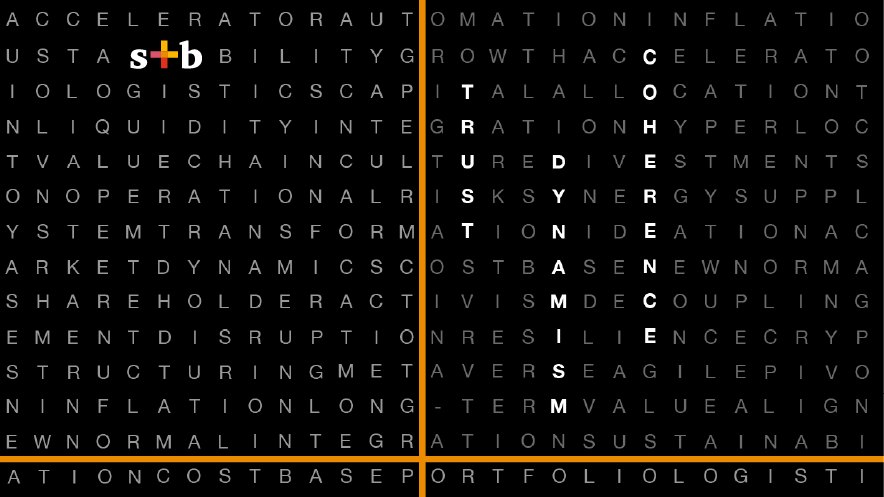 ACCELERATORAUTOMATIONINFLATIO
USTA s+b BILITYGROWTHACCELERATO
IOLOGISTICSCAPITALALLOCATIONT
NLIQUIDITYINTEGRATIONHYPERLOC
TVALUECHAINCULTUREDIVESTMENTS
ONOPERATIONALRISKSYNERGYSUPPL
YSTEMTRANSFORMATIONIDEATIONAC
ARKETDYNAMICSCOSTBASENEWNORMA
SHAREHOLDERACTIVISMDECOUPLING
EMENTDISRUPTIONRESILIENCECRYP
STRUCTURINGMETAVERSEAGILEPIVO
NINFLATIONLONG-TERMVALUEALIGN
EWNORMALINTEGRATIONSUSTAINABI
ATIONCOSTBASEPORTFOLIOLOGISTI